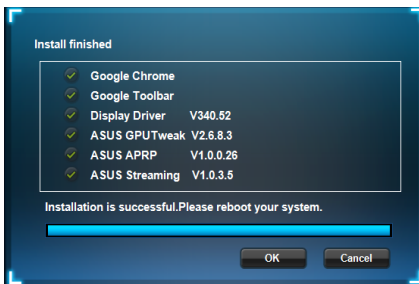 Install finished
Google Chrome
Google Toolbar
Display Driver V340.52
ASUS GPUTweak V2.6.8.3
ASUS APRP V1.0.0.26
ASUS Streaming V1.0.3.5
Installation is successful.Please reboot your system.
OK Cancel